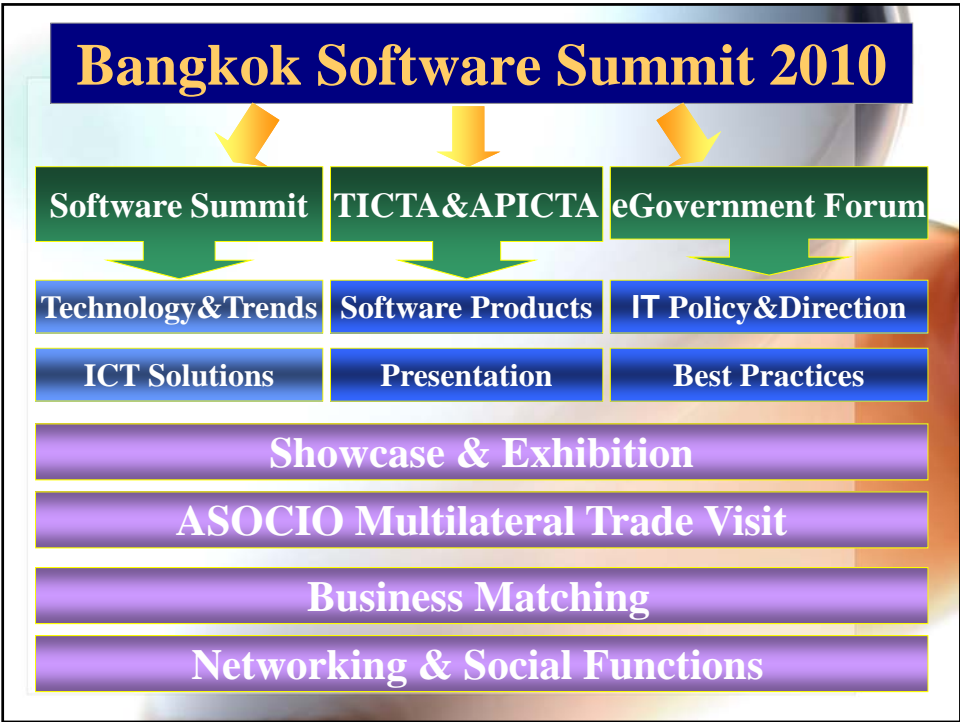 Bangkok Software Summit 2010
Software Summit
TICTA&APICTA
eGovernment Forum
Technology&Trends
Software Products
IT Policy&Direction
ICT Solutions
Presentation
Best Practices
Showcase & Exhibition
ASOCIO Multilateral Trade Visit
Business Matching
Networking & Social Functions